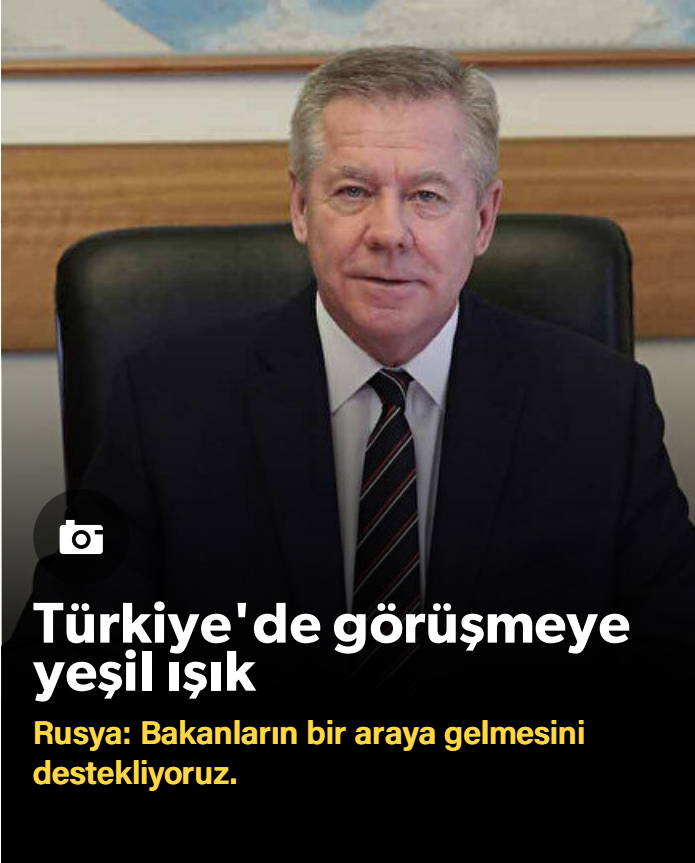 Türkiye'de görüşmeye
yeşil ışık
Rusya: Bakanların bir araya gelmesini
destekliyoruz.